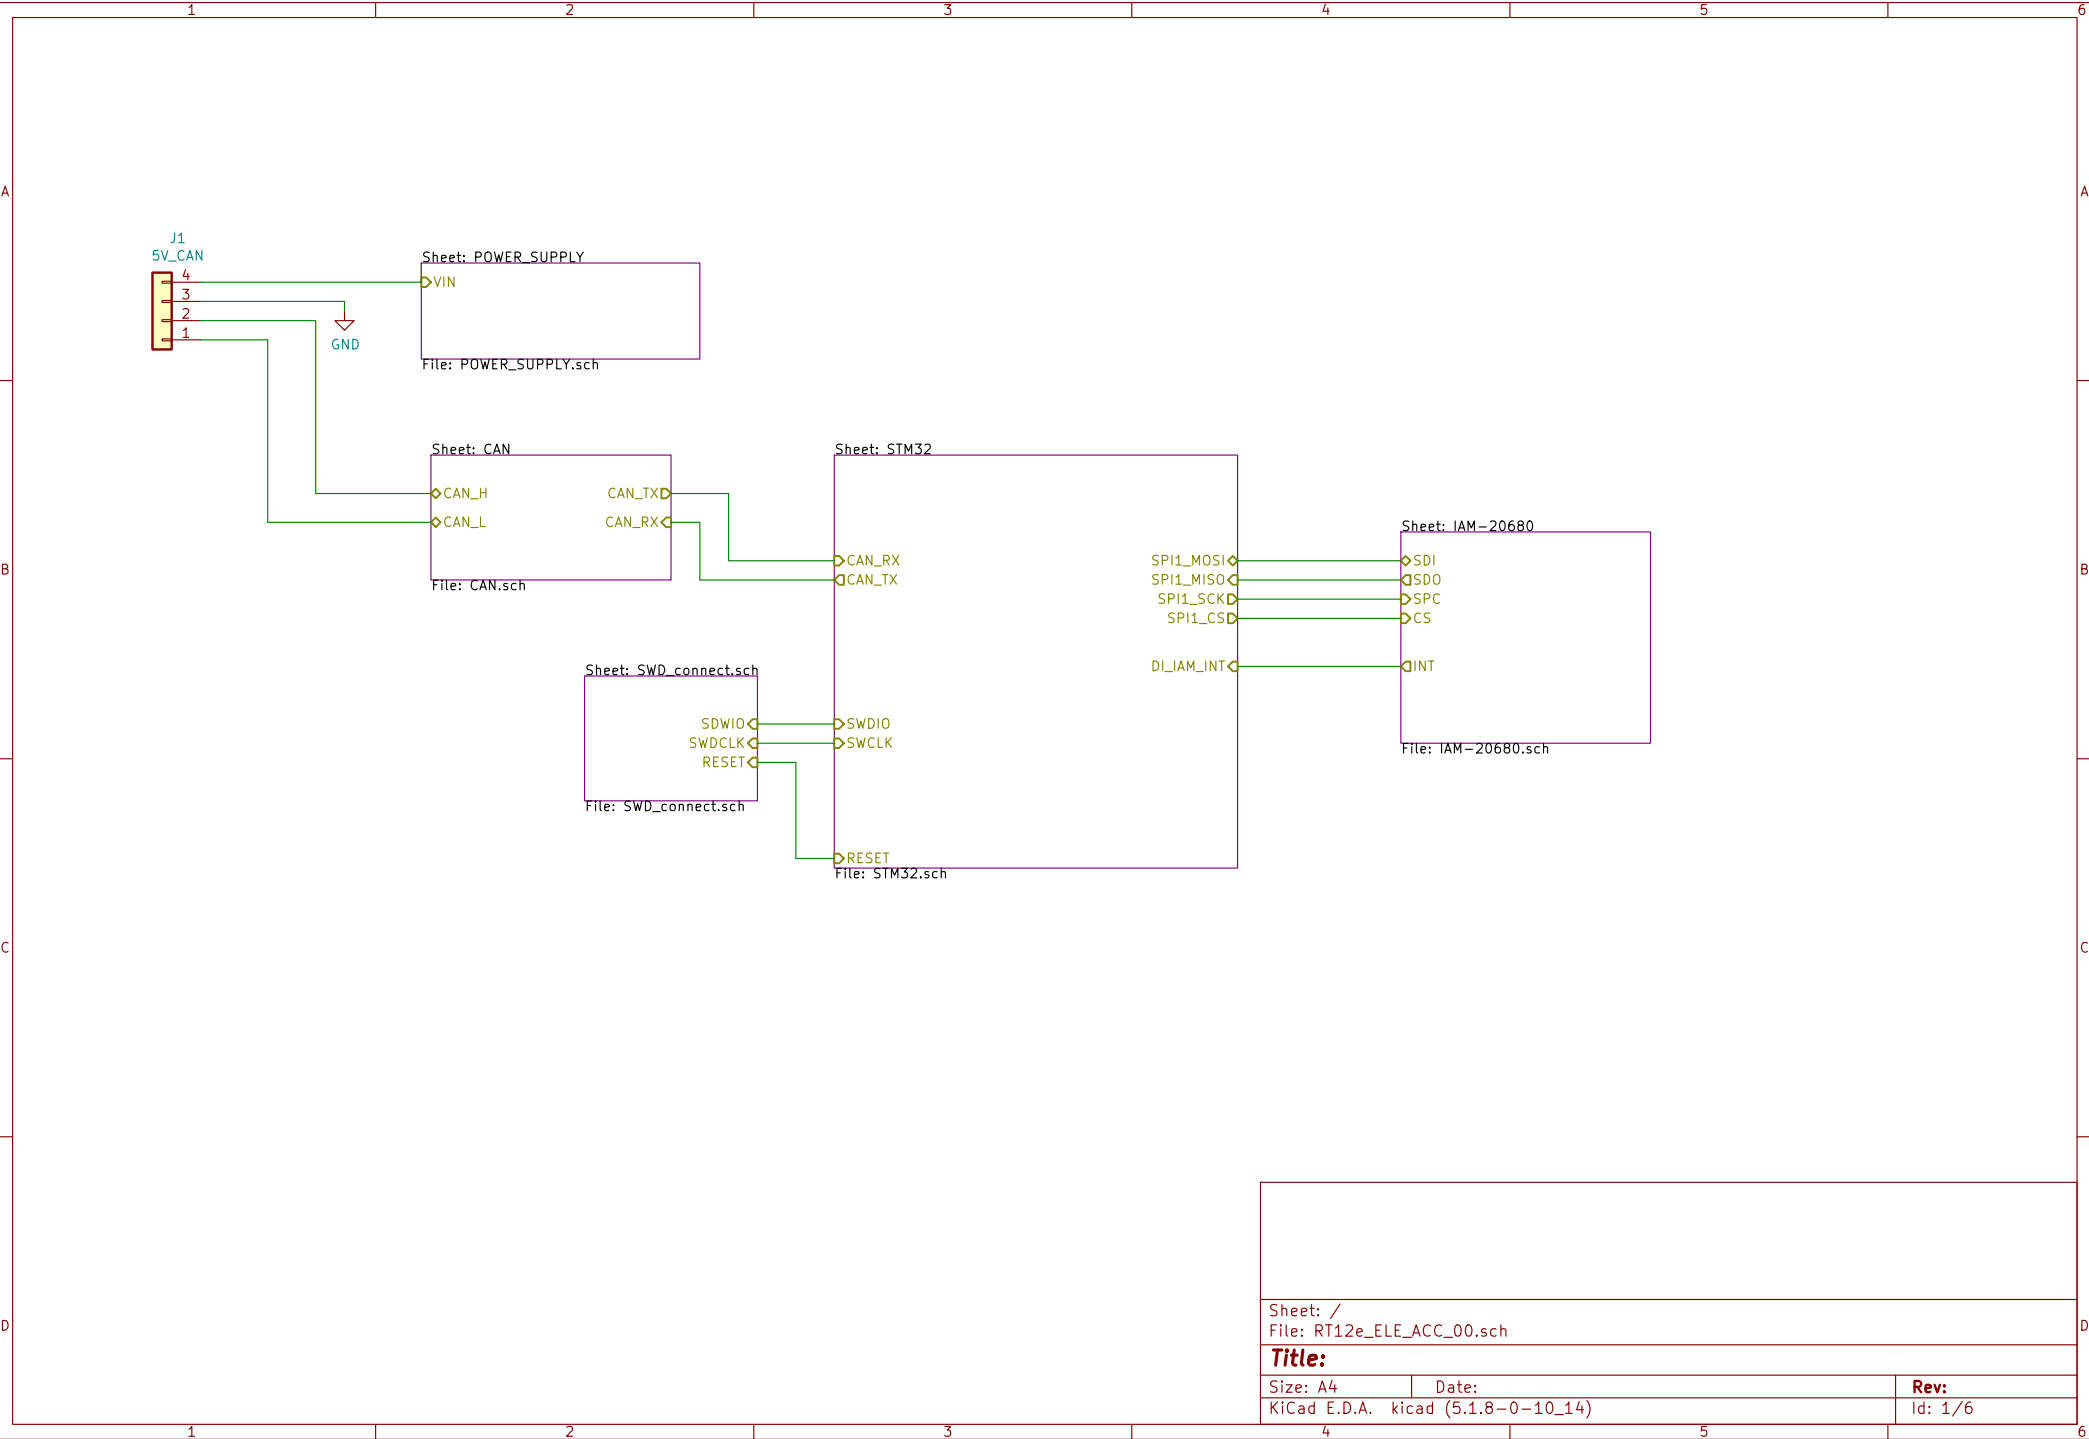 1 2 3 4 5 6
A A
J1
5V_CAN
4
3
2
1
GND
Sheet: POWER_SUPPLY
VIN
File: POWER_SUPPLY.sch
Sheet: CAN
CAN_H CAN_TX
CAN_L CAN_RX
File: CAN.sch
Sheet: STM32
CAN_RX SPI1_MOSI
CAN_TX SPI1_MISO
SPI1_SCK
SPI1_CS
DI_IAM_INT
SWDIO
SWCLK
RESET
File: STM32.sch
Sheet: IAM-20680
SDI
SDO
SPC
CS
INT
File: IAM-20680.sch
B B
Sheet: SWD_connect.sch
SDWIO
SWDCLK
RESET
File: SWD_connect.sch
C C
D D
Sheet: /
File: RT12e_ELE_ACC_00.sch
Title:
Size: A4 Date: Rev:
KiCad E.D.A. kicad (5.1.8-0-10_14) Id: 1/6
1 2 3 4 5 6